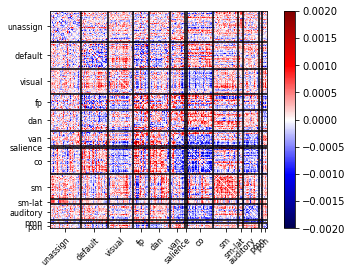 unassign
default
visual
fp
dan
van
salience
co
sm
sm-lat
auditory
pmn
pon
unassign
default
visual
fp
dan
van
salience
co
sm
sm-lat
auditory
0.0020
0.0015
0.0010
0.0005
0.0000
−0.0005
−0.0010
−0.0015
−0.0020